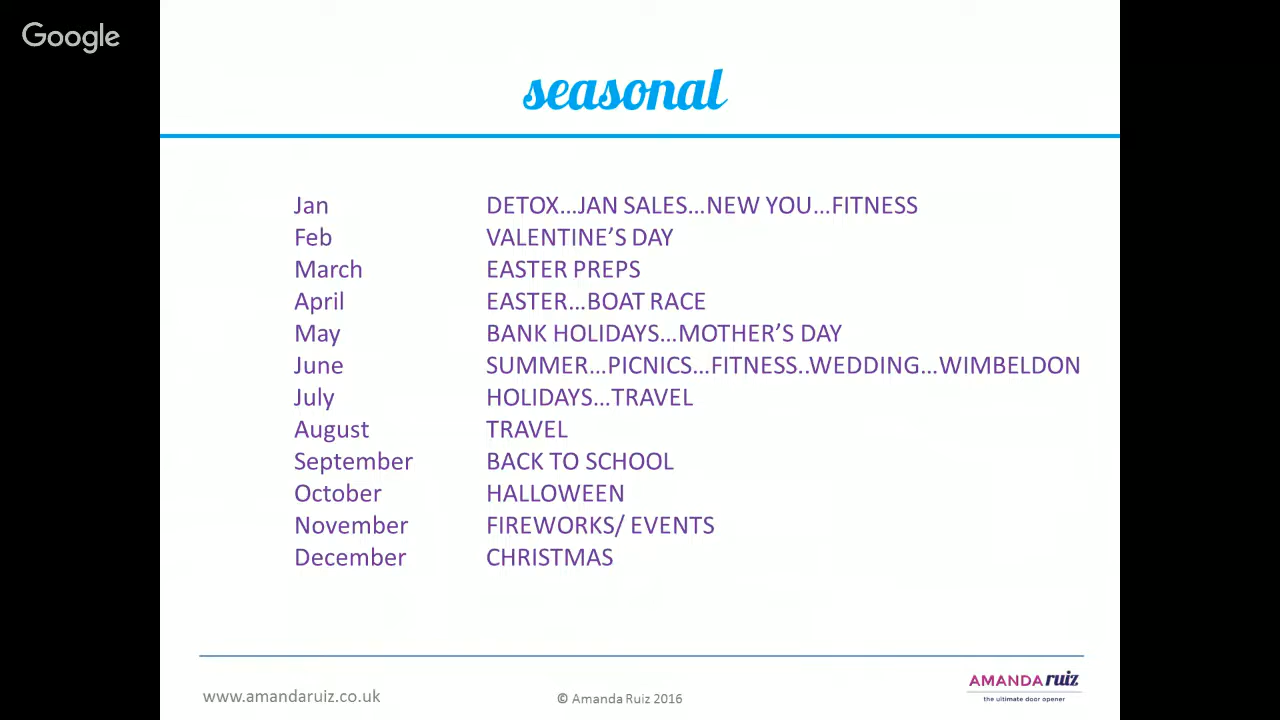 Google
seasonal
Jan DETOX...JAN SALES...NEW YOU...FITNESS
Feb VALENTINE’S DAY
March EASTER PREPS
April EASTER...BOAT RACE
May BANK HOLIDAYS...MOTHER’S DAY
June SUMMER...PICNICS...FITNESS..WEDDING...WIMBELDON
July HOLIDAYS...TRAVEL
August TRAVEL
September BACK TO SCHOOL
October HALLOWEEN
November FIREWORKS/ EVENTS
December CHRISTMAS
www.amandaruiz.co.uk © Amanda Ruiz 2016 AMANDA ruiz
the ultimate door opener